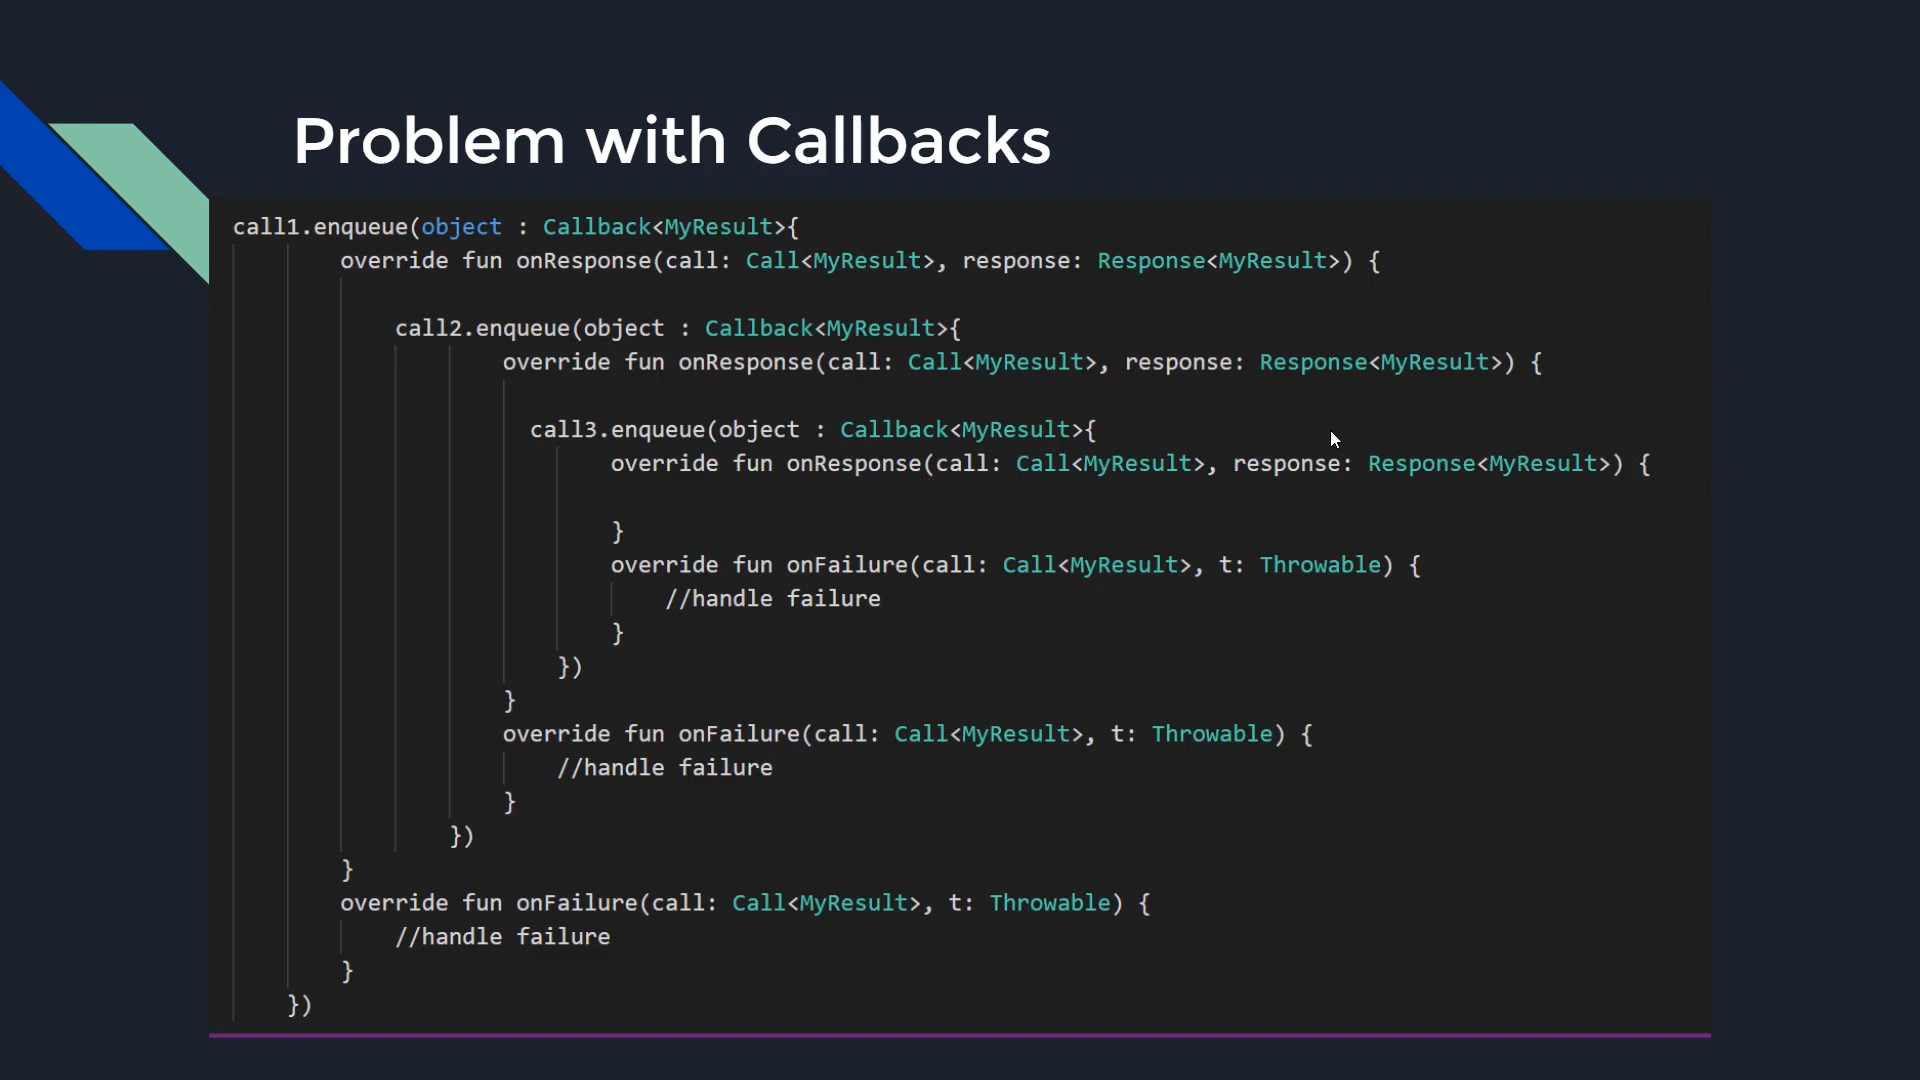 Problem with Callbacks
call1.enqueue(object : Callback<MyResult>{
override fun onResponse(call: Call<MyResult>, response: Response<MyResult>) {
call2.enqueue(object : Callback<MyResult>{
override fun onResponse(call: Call<MyResult>, response: Response<MyResult>) {
call3.enqueue(object : Callback<MyResult>{
override fun onResponse(call: Call<MyResult>, response: Response<MyResult>) {
}
override fun onFailure(call: Call<MyResult>, t: Throwable) {
//handle failure
}
})
}
override fun onFailure(call: Call<MyResult>, t: Throwable) {
//handle failure
}
})
}
override fun onFailure(call: Call<MyResult>, t: Throwable) {
//handle failure
}
})